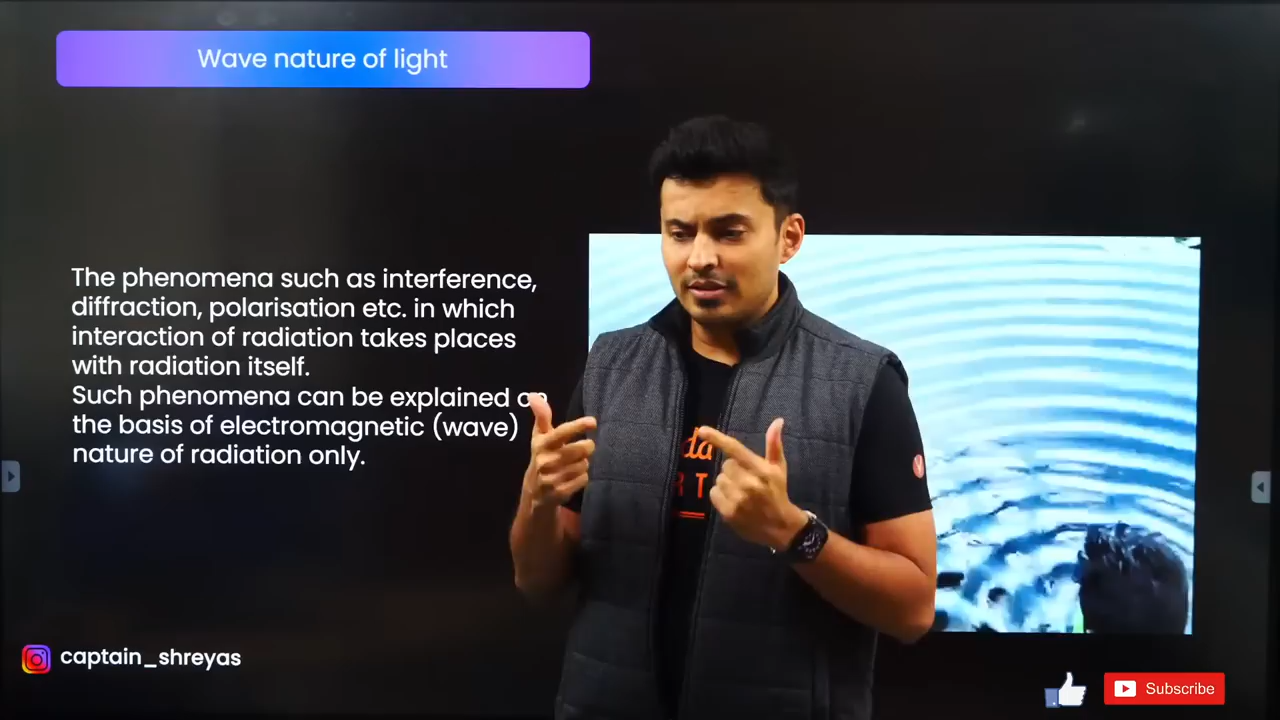 Wave nature of light
The phenomena such as interference,
diffraction, polarisation etc. in which
interaction of radiation takes places
with radiation itself.
Such phenomena can be explained on
the basis of electromagnetic (wave)
nature of radiation only.
captain_shreyas
Subscribe